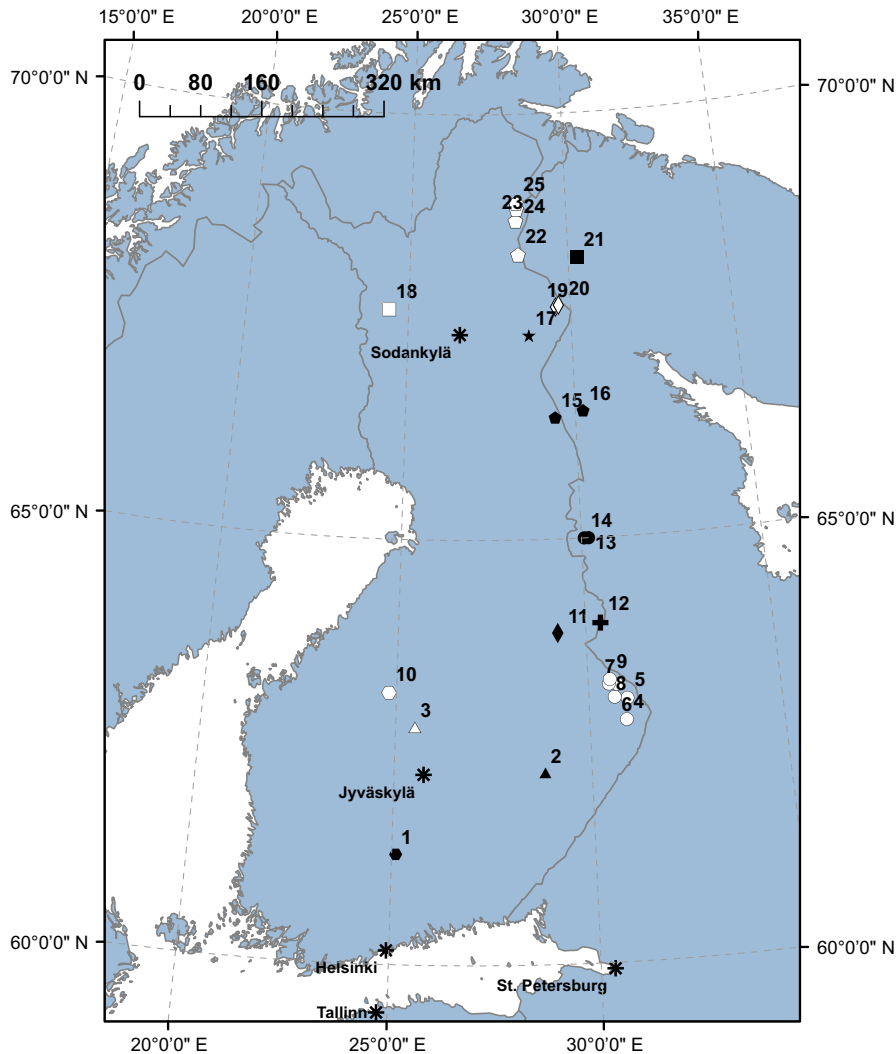 15°0'0" E 20°0'0" E 25°0'0" E 30°0'0" E 35°0'0" E
70°0'0" N 70°0'0" N
0 80 160 320 km
25
23 24
22 21
18 19 20
17
Sodankylä
15 16
65°0'0" N 65°0'0" N
14
13
12
11
7 9
10 8 5
3 6 4
2
Jyväskylä
1
60°0'0" N 60°0'0" N
Helsinki
St. Petersburg
Tallinn
20°0'0" E 25°0'0" E 30°0'0" E